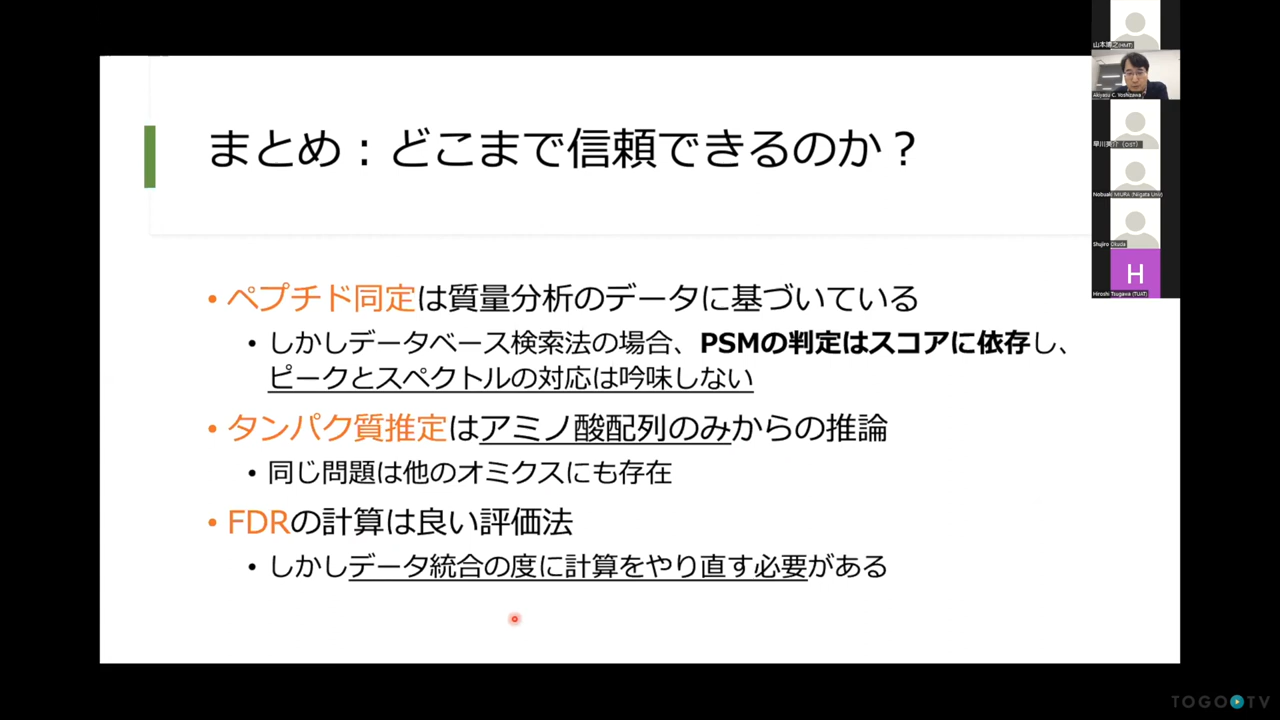 まとめ：どこまで信頼できるのか？
• ペプチド同定は質量分析のデータに基づいている
• しかしデータベース検索法の場合、PSMの判定はスコアに依存し、
ピークとスペクトルの対応は吟味しない
• タンパク質推定はアミノ酸配列のみからの推論
• 同じ問題は他のオミクスにも存在
• FDRの計算は良い評価法
• しかしデータ統合の度に計算をやり直す必要がある
山本博之(HMT)
Akiyasu C. Yoshizawa
早川英介（OIST）
Nobuaki MIURA (Niigata Univ)
Shujiro Okuda
H
Hiroshi Tsugawa (TUAT)
TOGO TV